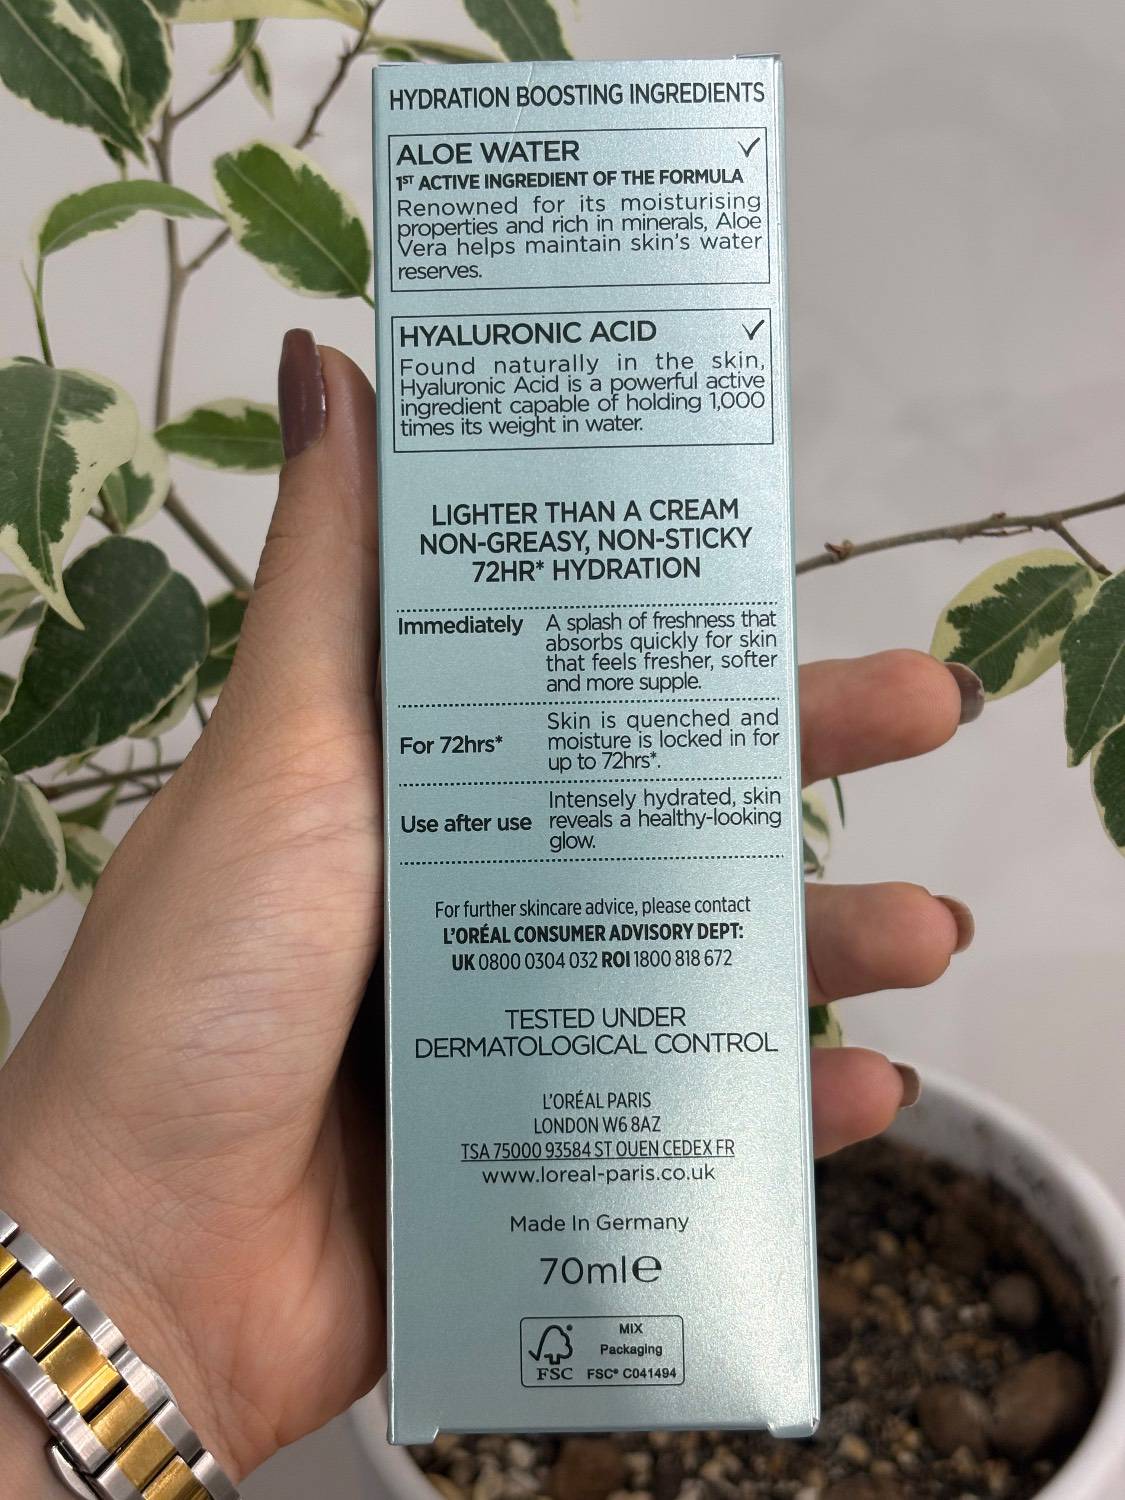 HYDRATION BOOSTING INGREDIENTS
ALOE WATER ✓
1ST ACTIVE INGREDIENT OF THE FORMULA
Renowned for its moisturising
properties and rich in minerals, Aloe
Vera helps maintain skin's water
reserves.
HYALURONIC ACID ✓
Found naturally in the skin,
Hyaluronic Acid is a powerful active
ingredient capable of holding 1,000
times its weight in water.
LIGHTER THAN A CREAM
NON-GREASY, NON-STICKY
72HR* HYDRATION
Immediately A splash of freshness that
absorbs quickly for skin
that feels fresher, softer
and more supple.
For 72hrs* Skin is quenched and
moisture is locked in for
up to 72hrs*.
Use after use Intensely hydrated, skin
reveals a healthy-looking
glow.
For further skincare advice, please contact
L'ORÉAL CONSUMER ADVISORY DEPT:
UK 0800 0304 032 ROI 1800 818 672
TESTED UNDER
DERMATOLOGICAL CONTROL
L'ORÉAL PARIS
LONDON W6 8AZ
TSA 75000 93584 ST OUEN CEDEX FR
www.loreal-paris.co.uk
Made In Germany
70ml℮
MIX
Packaging
FSC FSC® C041494